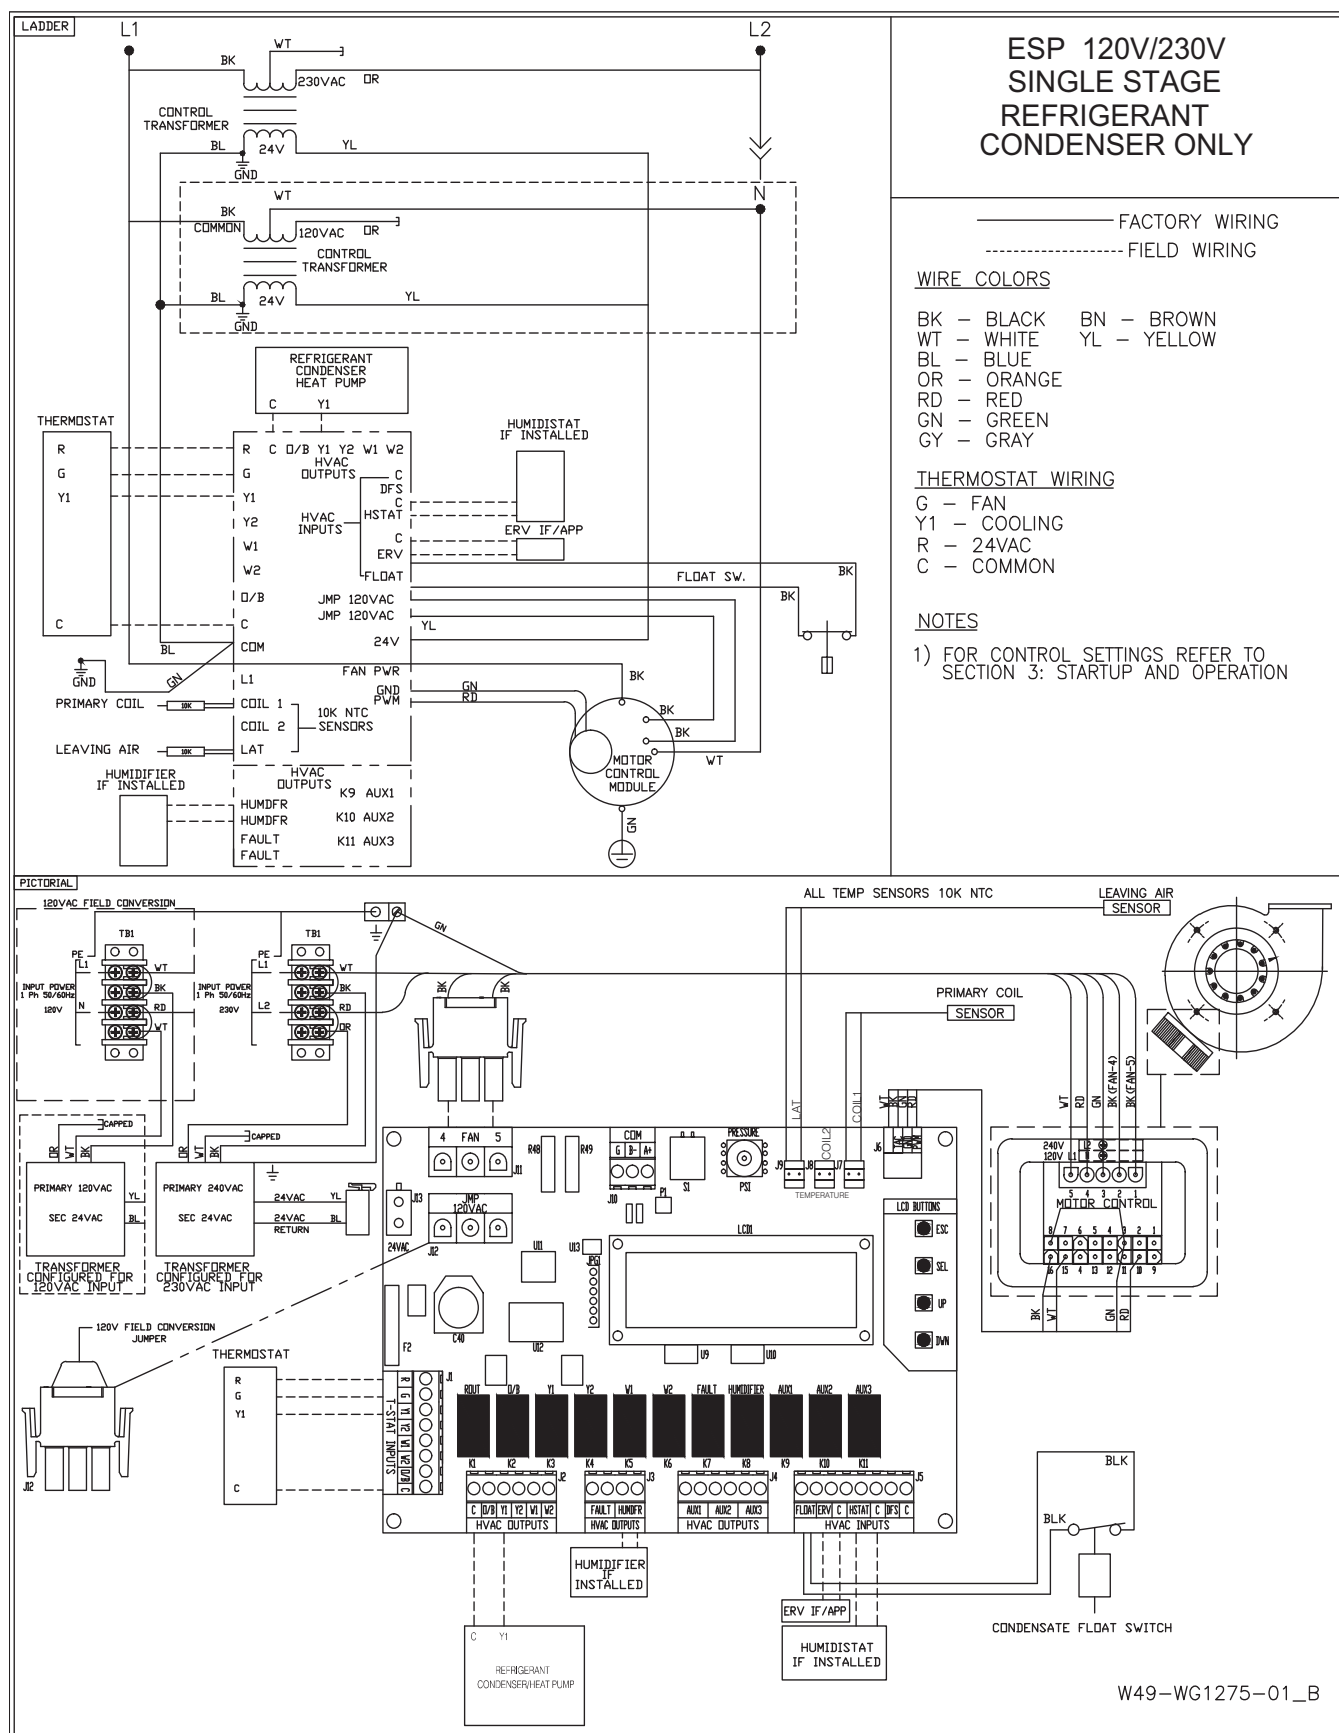 LADDER
L1
L2
WT
BK
230VAC OR
CONTROL
TRANSFORMER
BL
24V
YL
GND
N
WT
BK
COMMON
120VAC OR
CONTROL
TRANSFORMER
BL
24V
YL
GND
REFRIGERANT
CONDENSER
HEAT PUMP
C Y1
THERMOSTAT
R
G
Y1
C
R C O/B Y1 Y2 W1 W2
HVAC
OUTPUTS
G
Y1
Y2
W1
W2
O/B
C
COM
L1
COIL 1
COIL 2
LAT
C
DFS
C
HSTAT
HVAC
INPUTS
C
ERV
FLOAT
JMP 120VAC
JMP 120VAC
24V
FAN PWR
GND
PWM
10K NTC
SENSORS
HUMIDISTAT
IF INSTALLED
ERV IF/APP
FLOAT SW.
BK
BK
YL
BL
GND
GN
PRIMARY COIL
10K
LEAVING AIR
10K
GN
RD
BK
BK
BK
WT
MOTOR
CONTROL
MODULE
GN
HUMIDIFIER
IF INSTALLED
HVAC
OUTPUTS
K9 AUX1
HUMDFR
HUMDFR
K10 AUX2
FAULT
K11 AUX3
FAULT
ESP 120V/230V
SINGLE STAGE
REFRIGERANT
CONDENSER ONLY
FACTORY WIRING
FIELD WIRING
WIRE COLORS
BK – BLACK BN – BROWN
WT – WHITE YL – YELLOW
BL – BLUE
OR – ORANGE
RD – RED
GN – GREEN
GY – GRAY
THERMOSTAT WIRING
G – FAN
Y1 – COOLING
R – 24VAC
C – COMMON
NOTES
1) FOR CONTROL SETTINGS REFER TO
SECTION 3: STARTUP AND OPERATION
PICTORIAL
120VAC FIELD CONVERSION
TB1
PE
L1
INPUT POWER
1 Ph 50/60Hz
120V
N
WT
BK
RD
WT
TB1
PE
L1
INPUT POWER
1 Ph 50/60Hz
230V
L2
WT
BK
RD
OR
GN
BK
BK
ALL TEMP SENSORS 10K NTC
LEAVING AIR
SENSOR
PRIMARY COIL
SENSOR
CAPPED
OR
WT
BK
PRIMARY 120VAC
SEC 24VAC
YL
BL
TRANSFORMER
CONFIGURED FOR
120VAC INPUT
CAPPED
OR
WT
BK
PRIMARY 240VAC
SEC 24VAC
24VAC YL
24VAC BL
RETURN
TRANSFORMER
CONFIGURED FOR
230VAC INPUT
4 FAN 5
J11
JMP
120VAC
J12
J13
24VAC
R48
R49
COM
G B- A+
J10
S1
P1
PRESSURE
PS1
LAT
COIL2
COIL1
J9
J8
J7
TEMPERATURE
WT
BK
GN
RD
J6
TAC
GND
PWM
LCD BUTTONS
ESC
SEL
UP
DWN
LCD1
U11
U13
JPG1
U12
C40
F2
U9
U10
WT
RD
GN
BK(FAN-4)
BK(FAN-5)
240V L2
120V L1
5 4 3 2 1
MOTOR CONTROL
8 7 6 5 4 3 2 1
16 15 4 13 12 11 10 9
BK
WT
GN
RD
120V FIELD CONVERSION
JUMPER
J12
THERMOSTAT
R
G
Y1
C
J1
R G Y1 Y2 W1 W2 O/B C
T-STAT INPUTS
ROUT O/B Y1 Y2 W1 W2 FAULT HUMIDIFIER AUX1 AUX2 AUX3
K1 K2 K3 K4 K5 K6 K7 K8 K9 K10 K11
J2
J3
J4
J5
C O/B Y1 Y2 W1 W2
HVAC OUTPUTS
FAULT HUMDFR
HVAC OUTPUTS
AUX1 AUX2 AUX3
HVAC OUTPUTS
FLOAT ERV C HSTAT C DFS C
HVAC INPUTS
HUMIDIFIER
IF
INSTALLED
C Y1
REFRIGERANT
CONDENSER/HEAT PUMP
ERV IF/APP
HUMIDISTAT
IF INSTALLED
BLK
BLK
CONDENSATE FLOAT SWITCH
W49–WG1275–01_B